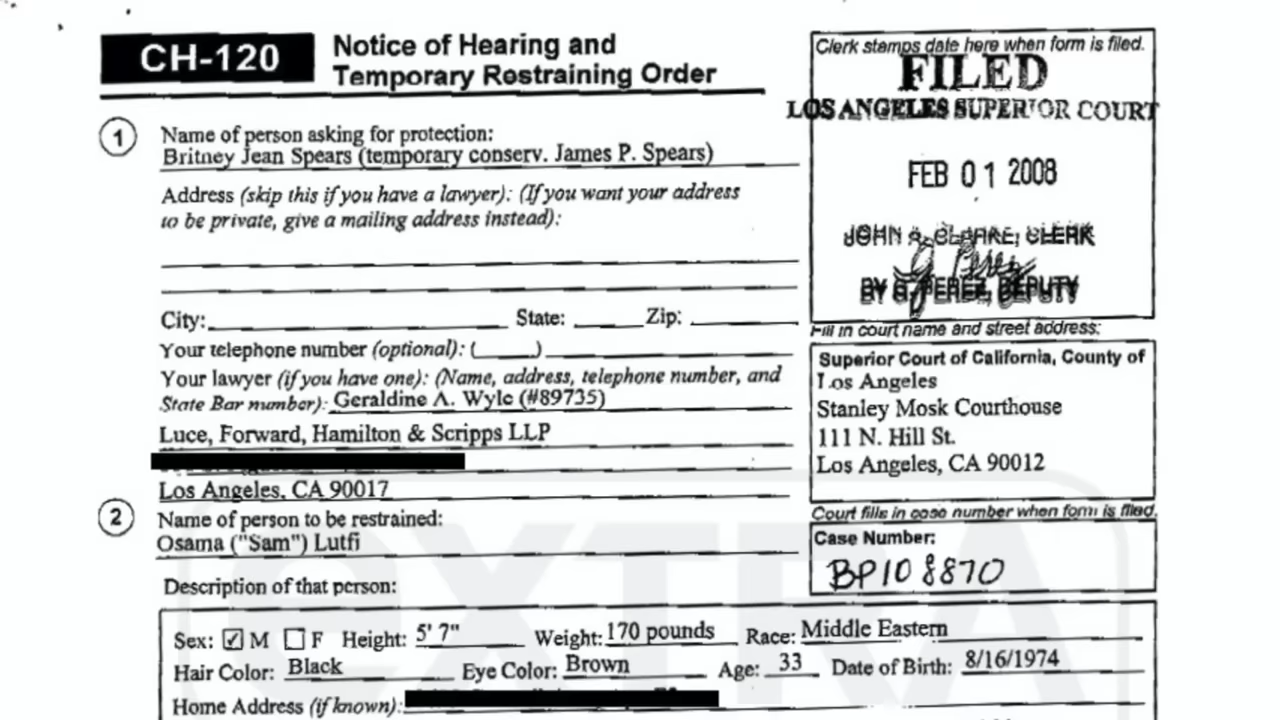 CH-120
Notice of Hearing and
Temporary Restraining Order
Clerk stamps date here when form is filed.
FILED
LOS ANGELES SUPERIOR COURT
FEB 01 2008
JOHN A. CLARKE, CLERK
BY G. PEREZ, DEPUTY
1
Name of person asking for protection:
Britney Jean Spears (temporary conserv. James P. Spears)
Address (skip this if you have a lawyer): (If you want your address
to be private, give a mailing address instead):
City: State: Zip:
Your telephone number (optional): ( )
Your lawyer (if you have one): (Name, address, telephone number, and
State Bar number): Geraldine A. Wyle (#89735)
Luce, Forward, Hamilton & Scripps LLP
Los Angeles, CA 90017
Fill in court name and street address:
Superior Court of California, County of
Los Angeles
Stanley Mosk Courthouse
111 N. Hill St.
Los Angeles, CA 90012
2
Name of person to be restrained:
Osama ("Sam") Lutfi
Court fills in case number when form is filed.
Case Number:
BP108870
Description of that person:
Sex: M F Height: 5' 7" Weight: 170 pounds Race: Middle Eastern
Hair Color: Black Eye Color: Brown Age: 33 Date of Birth: 8/16/1974
Home Address (if known):
eXTRA